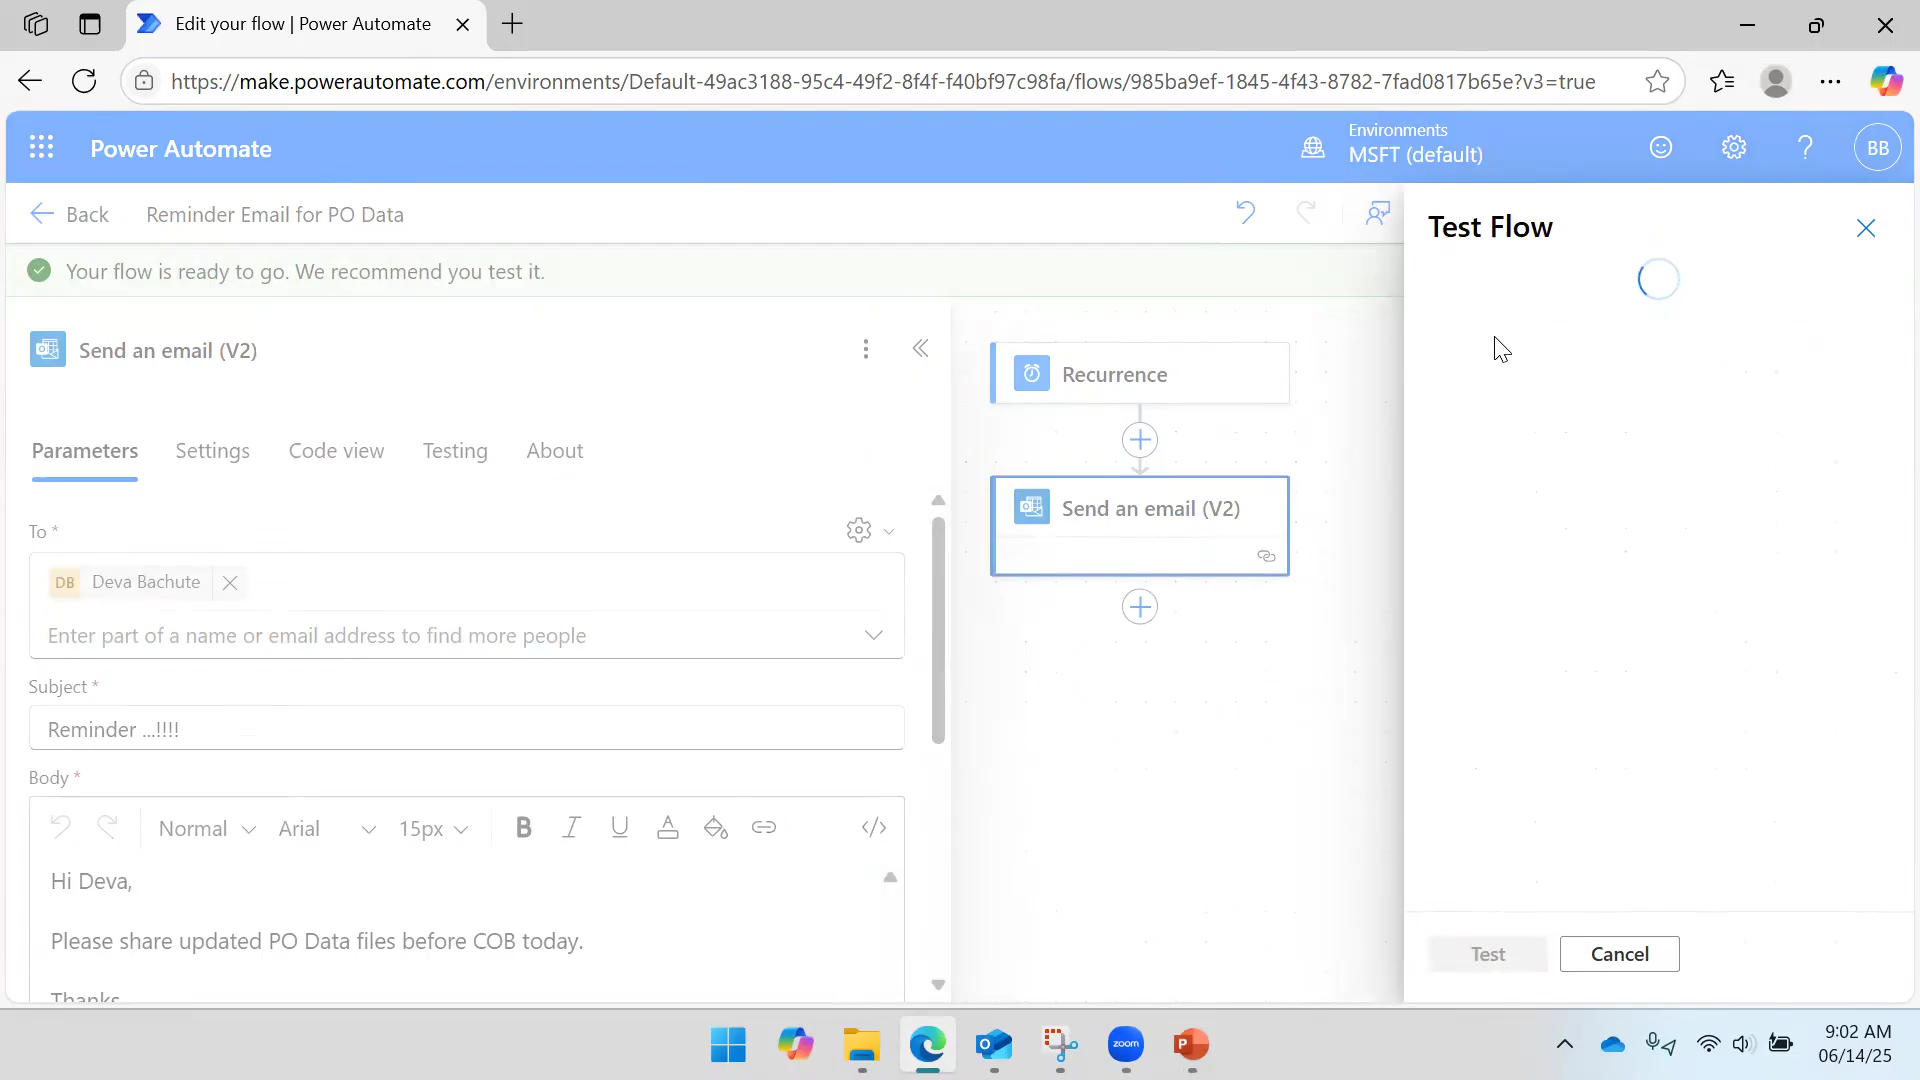 Edit your flow | Power Automate
https://make.powerautomate.com/environments/Default-49ac3188-95c4-49f2-8f4f-f40bf97c98fa/flows/985ba9ef-1845-4f43-8782-7fad0817b65e?v3=true
Power Automate
Environments
MSFT (default)
BB
Back
Reminder Email for PO Data
Your flow is ready to go. We recommend you test it.
Test Flow
Send an email (V2)
Parameters
Settings
Code view
Testing
About
To *
DB
Deva Bachute
Enter part of a name or email address to find more people
Subject *
Reminder ...!!!!
Body *
Normal
Arial
15px
B
I
U
A
</>
Hi Deva,
Please share updated PO Data files before COB today.
Thanks
Recurrence
Send an email (V2)
Test
Cancel
zoom
9:02 AM
06/14/25